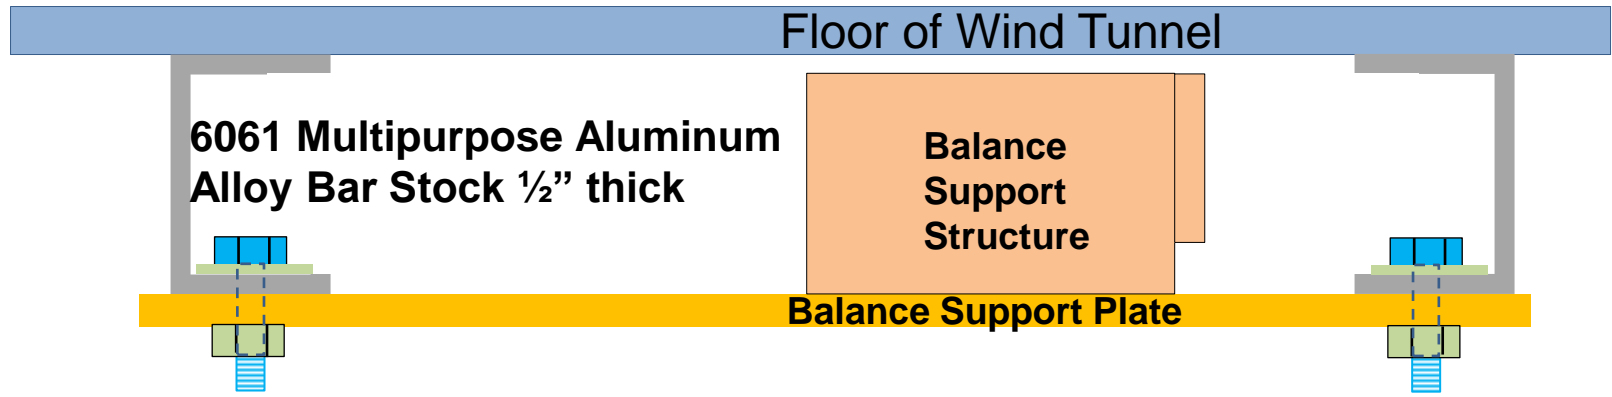 Floor of Wind Tunnel
6061 Multipurpose Aluminum
Alloy Bar Stock ½” thick
Balance
Support
Structure
Balance Support Plate